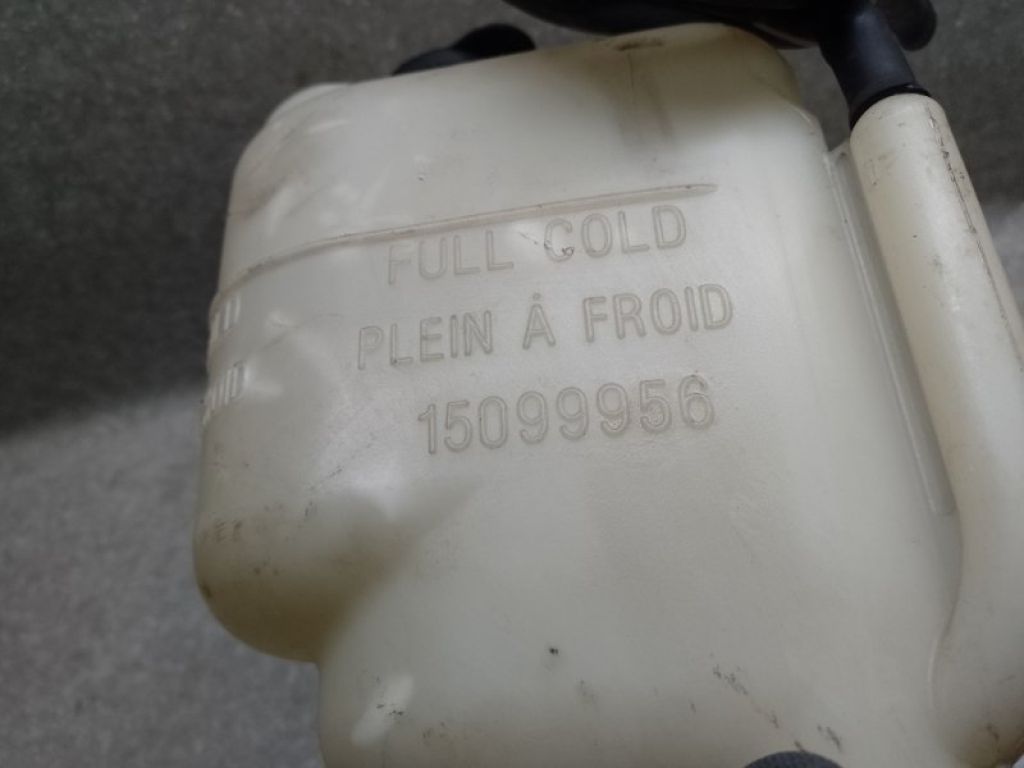 FULL COLD
PLEIN À FROID
15099956